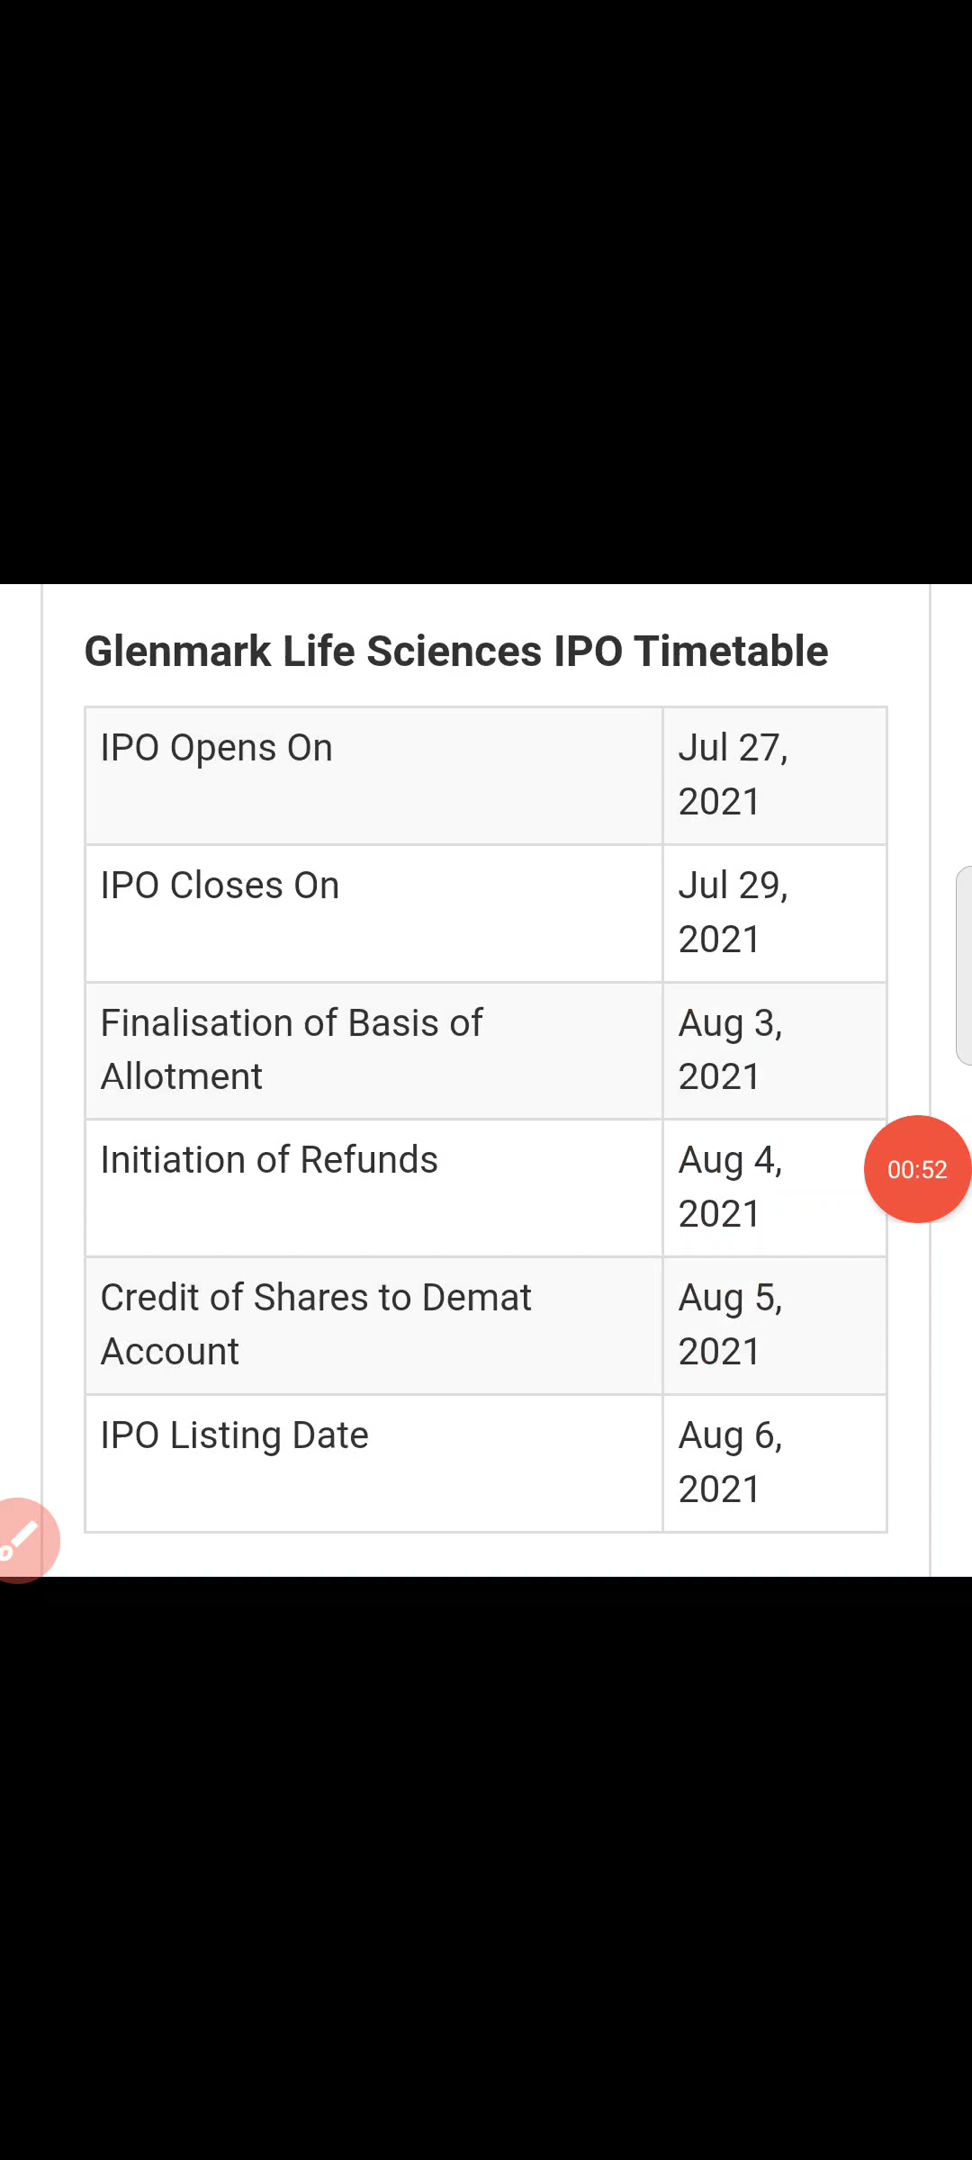 Glenmark Life Sciences IPO Timetable
IPO Opens On
Jul 27,
2021
IPO Closes On
Jul 29,
2021
Finalisation of Basis of
Allotment
Aug 3,
2021
Initiation of Refunds
Aug 4,
2021
00:52
Credit of Shares to Demat
Account
Aug 5,
2021
IPO Listing Date
Aug 6,
2021